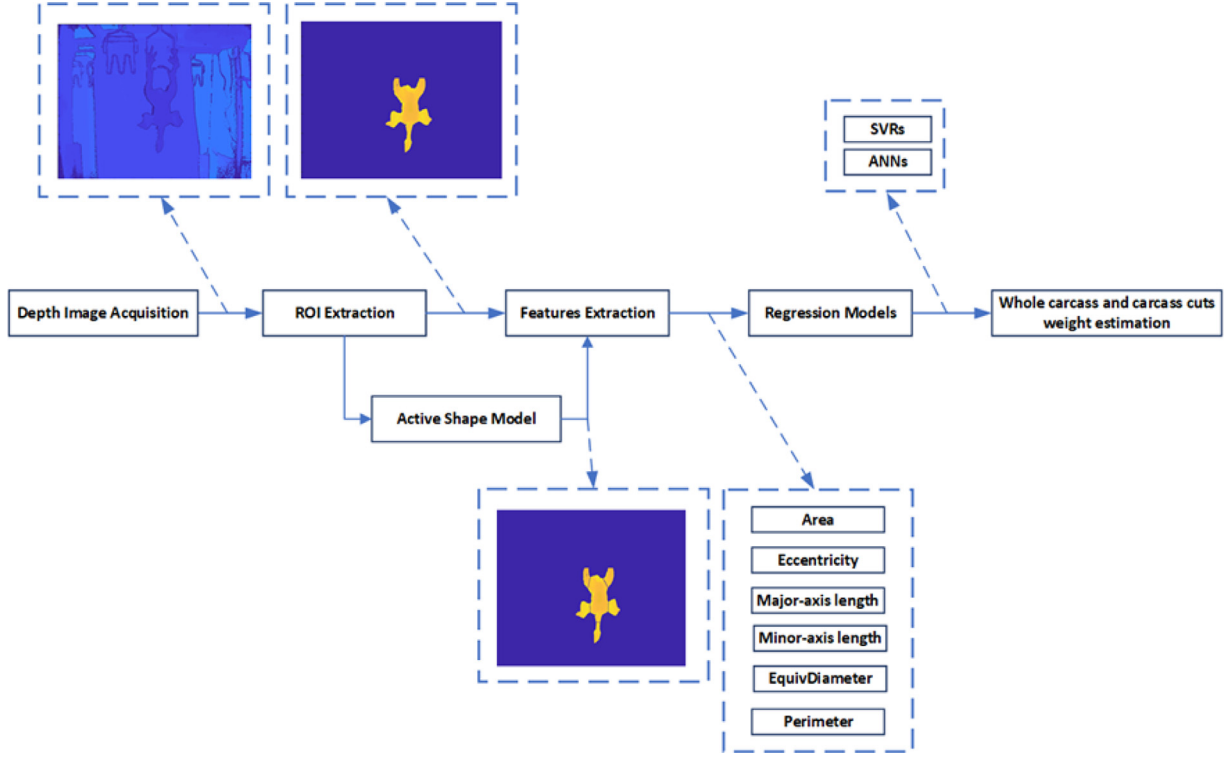 SVRs
ANNs
Depth Image Acquisition
ROI Extraction
Features Extraction
Regression Models
Whole carcass and carcass cuts
weight estimation
Active Shape Model
Area
Eccentricity
Major-axis length
Minor-axis length
EquivDiameter
Perimeter